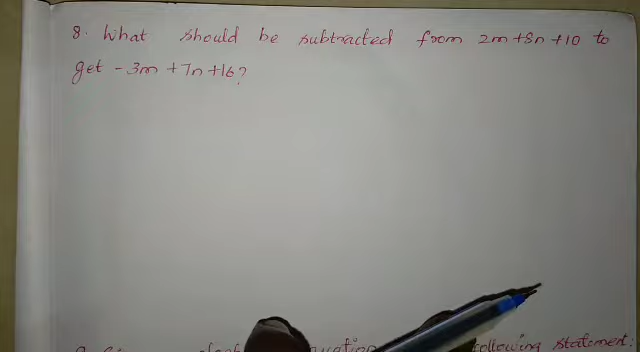 8. What should be subtracted from 2m+8n+10 to
get -3m+7n+16?
following statement: